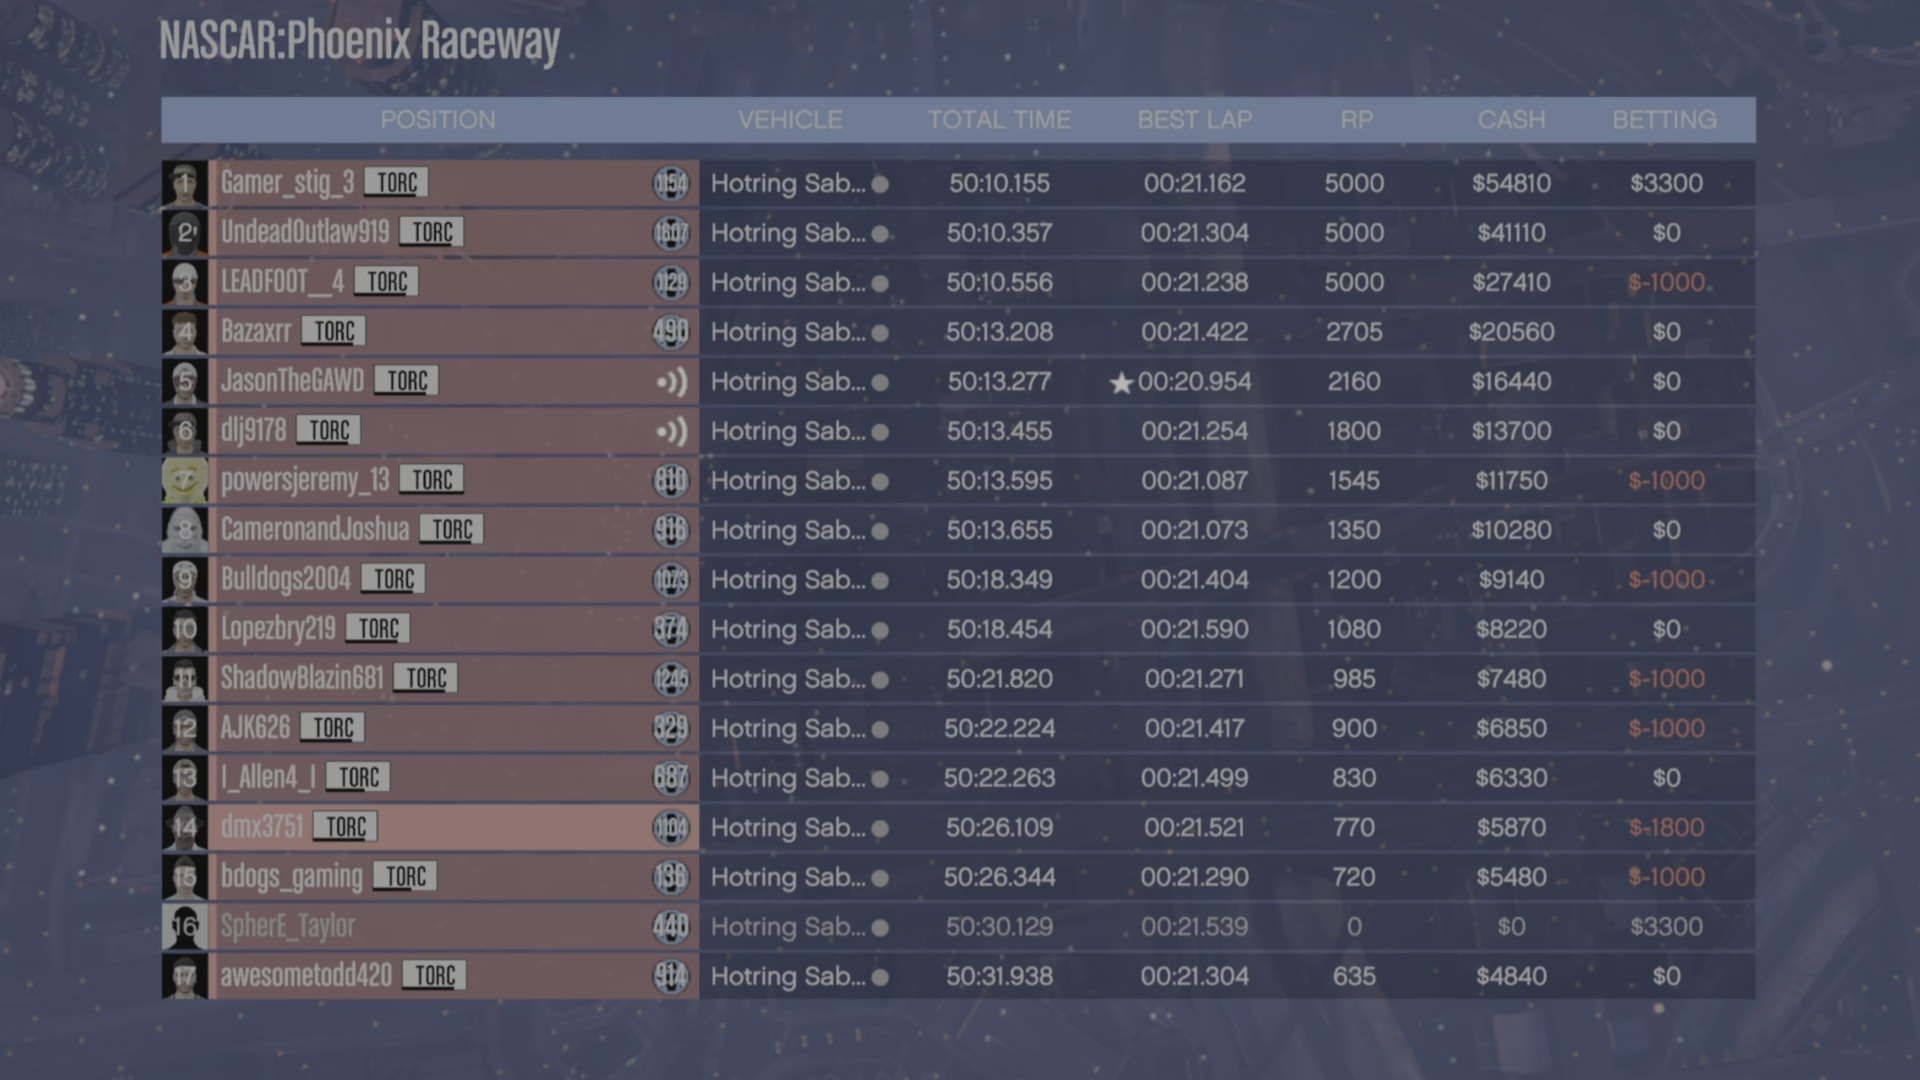 NASCAR:Phoenix Raceway
POSITION VEHICLE TOTAL TIME BEST LAP RP CASH BETTING
1 Gamer_stig_3 TORC 1154 Hotring Sab... 50:10.155 00:21.162 5000 $54810 $3300
2 UndeadOutlaw919 TORC 1607 Hotring Sab... 50:10.357 00:21.304 5000 $41110 $0
3 LEADFOOT__4 TORC 1129 Hotring Sab... 50:10.556 00:21.238 5000 $27410 $-1000
4 Bazaxrr TORC 490 Hotring Sab... 50:13.208 00:21.422 2705 $20560 $0
5 JasonTheGAWD TORC Hotring Sab... 50:13.277 ★00:20.954 2160 $16440 $0
6 dlj9178 TORC Hotring Sab... 50:13.455 00:21.254 1800 $13700 $0
7 powersjeremy_13 TORC 810 Hotring Sab... 50:13.595 00:21.087 1545 $11750 $-1000
8 CameronandJoshua TORC 916 Hotring Sab... 50:13.655 00:21.073 1350 $10280 $0
9 Bulldogs2004 TORC 1073 Hotring Sab... 50:18.349 00:21.404 1200 $9140 $-1000
10 Lopezbry219 TORC 374 Hotring Sab... 50:18.454 00:21.590 1080 $8220 $0
11 ShadowBlazin681 TORC 1245 Hotring Sab... 50:21.820 00:21.271 985 $7480 $-1000
12 AJK626 TORC 329 Hotring Sab... 50:22.224 00:21.417 900 $6850 $-1000
13 I_Allen4_I TORC 687 Hotring Sab... 50:22.263 00:21.499 830 $6330 $0
14 dmx3751 TORC 1104 Hotring Sab... 50:26.109 00:21.521 770 $5870 $-1800
15 bdogs_gaming TORC 136 Hotring Sab... 50:26.344 00:21.290 720 $5480 $-1000
16 SpherE_Taylor 440 Hotring Sab... 50:30.129 00:21.539 0 $0 $3300
17 awesometodd420 TORC 914 Hotring Sab... 50:31.938 00:21.304 635 $4840 $0